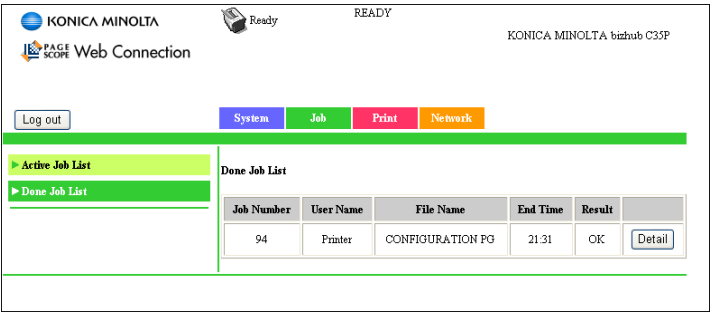 KONICA MINOLTA
Ready
READY
KONICA MINOLTA bizhub C35P
PAGE SCOPE Web Connection
Log out
System Job Print Network
Active Job List
Done Job List
Done Job List
Job Number User Name File Name End Time Result
94 Printer CONFIGURATION PG 21:31 OK Detail